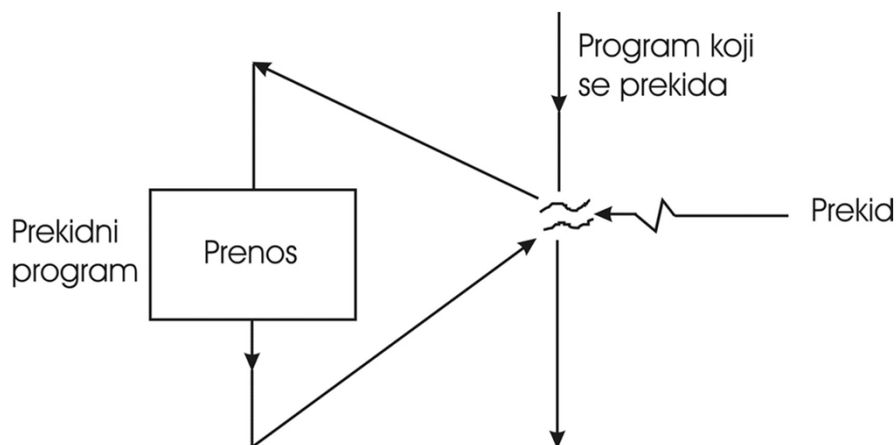 Program koji
se prekida
Prekid
Prekidni
program
Prenos